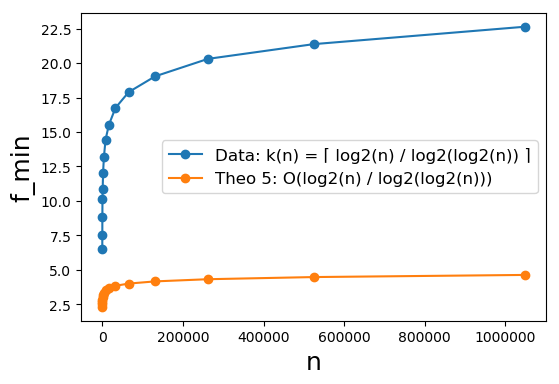 22.5
20.0
17.5
15.0
12.5
10.0
7.5
5.0
2.5
f_min
Data: k(n) = ⌈ log2(n) / log2(log2(n)) ⌉
Theo 5: O(log2(n) / log2(log2(n)))
0 200000 400000 600000 800000 1000000
n